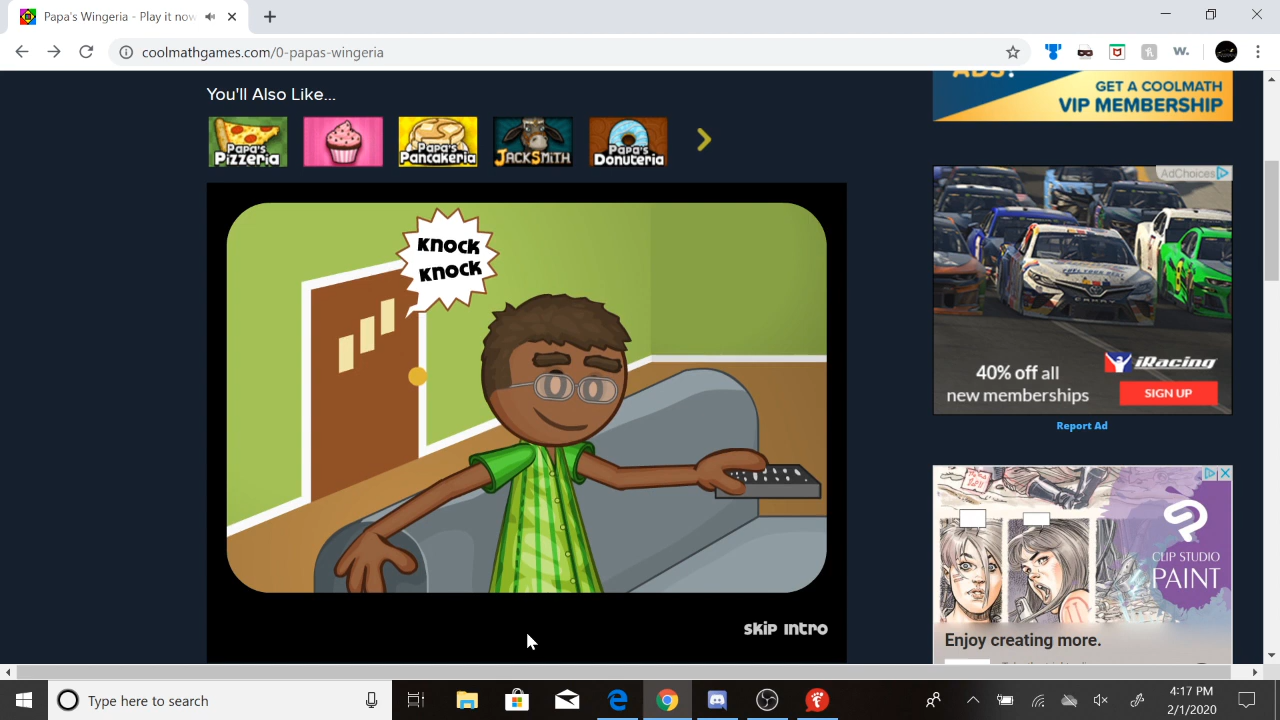 Papa's Wingeria - Play it now
coolmathgames.com/0-papas-wingeria
W.
You'll Also Like...
Papa's
Pizzeria
Papa's
Pancakeria
JACKSMITH
Papa's
Donuteria
ADS?
GET A COOLMATH
VIP MEMBERSHIP
Knock
Knock
skip intro
AdChoices
CAMRY
iRacing
40% off all
new memberships
SIGN UP
Report Ad
CLIP STUDIO
PAINT
Enjoy creating more.
Type here to search
4:17 PM
2/1/2020